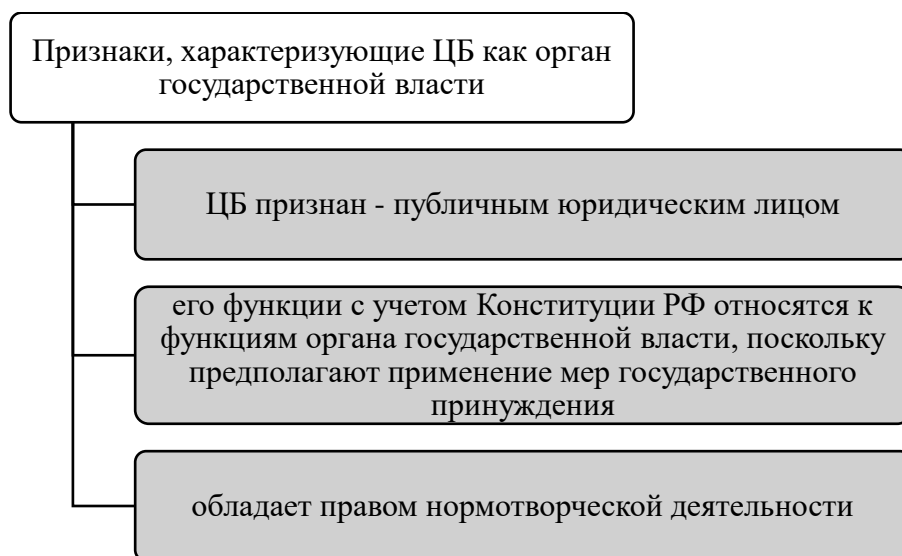 Признаки, характеризующие ЦБ как орган
государственной власти
ЦБ признан - публичным юридическим лицом
его функции с учетом Конституции РФ относятся к
функциям органа государственной власти, поскольку
предполагают применение мер государственного
принуждения
обладает правом нормотворческой деятельности